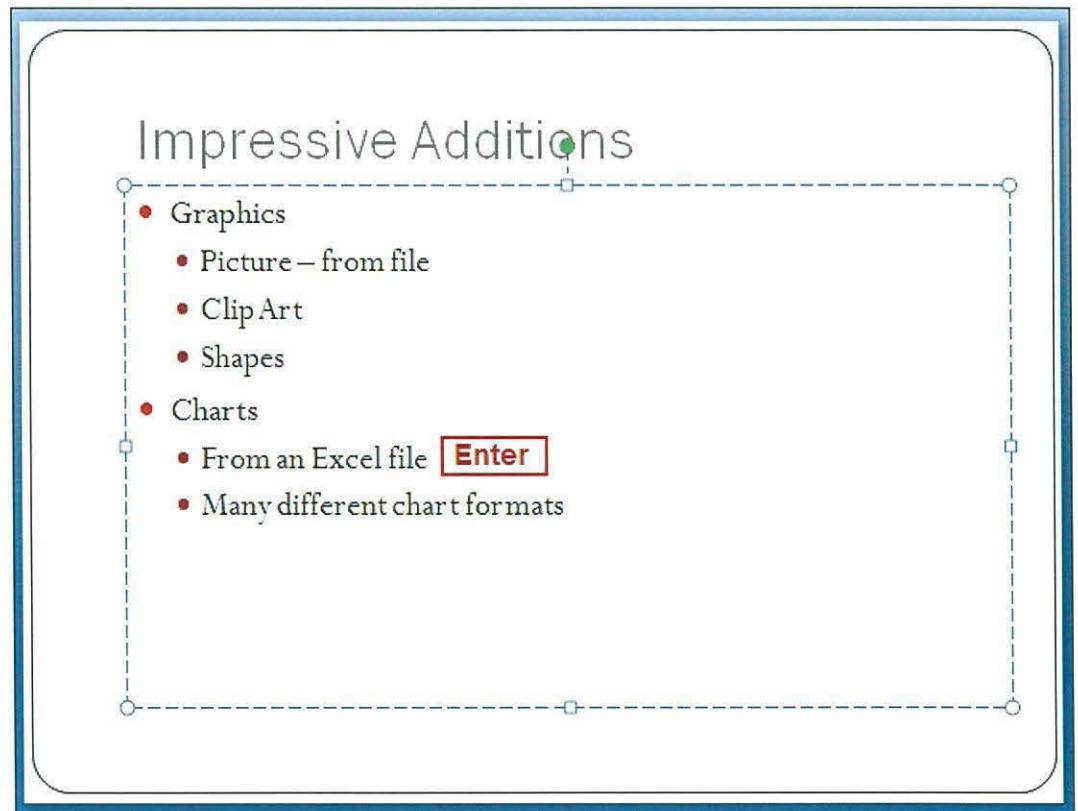 Impressive Additions
• Graphics
• Picture – from file
• Clip Art
• Shapes
• Charts
• From an Excel file Enter
• Many different chart formats